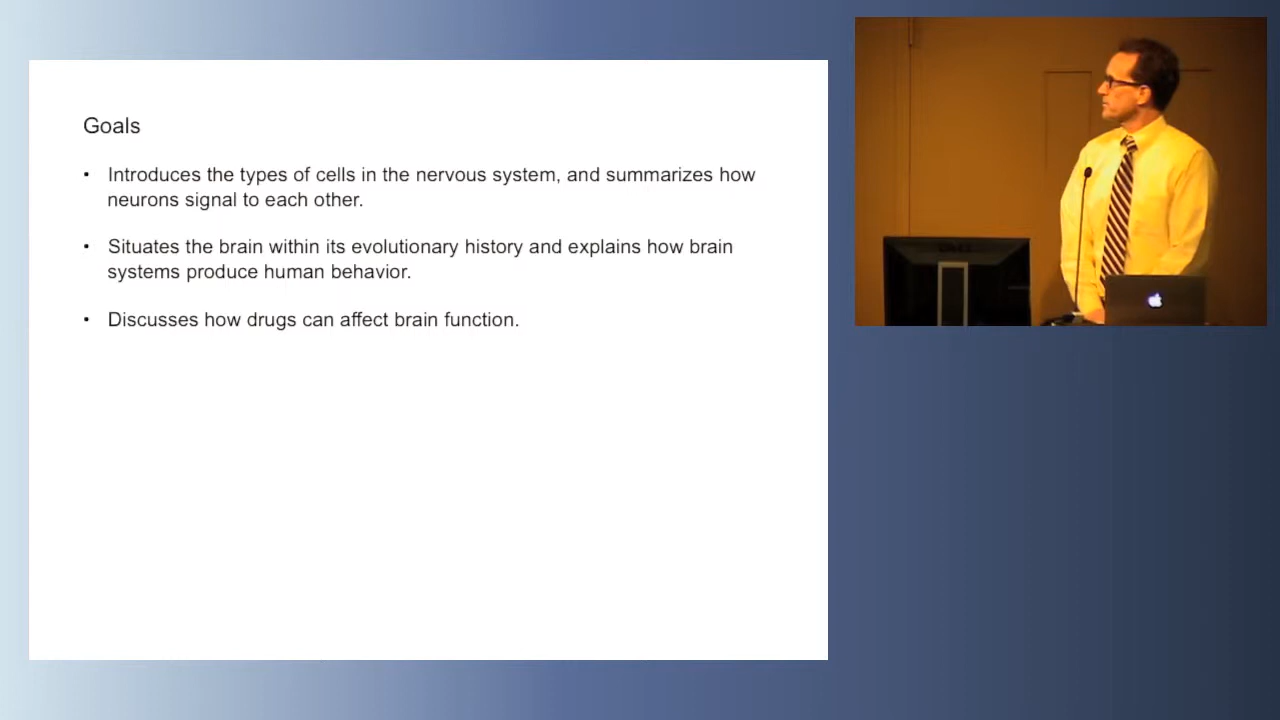 Goals
• Introduces the types of cells in the nervous system, and summarizes how
neurons signal to each other.
• Situates the brain within its evolutionary history and explains how brain
systems produce human behavior.
• Discusses how drugs can affect brain function.